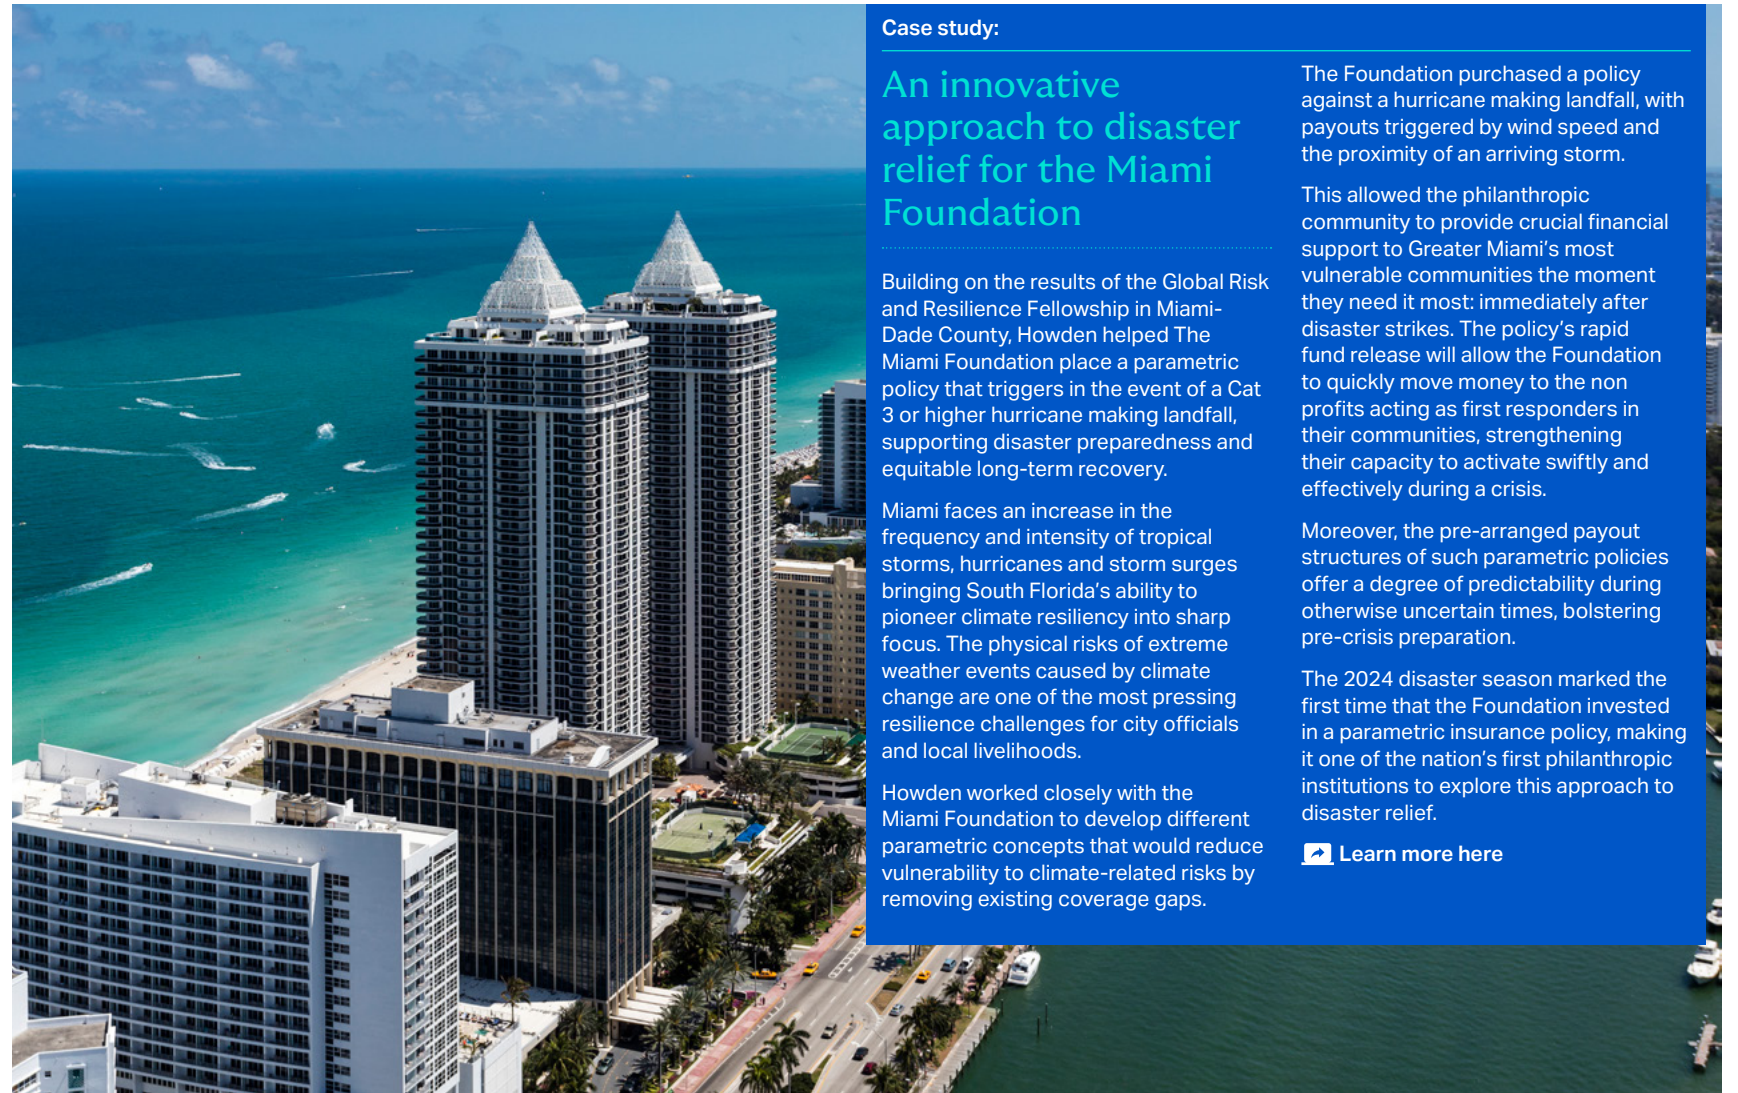 Case study:
An innovative
approach to disaster
relief for the Miami
Foundation
Building on the results of the Global Risk
and Resilience Fellowship in Miami-
Dade County, Howden helped The
Miami Foundation place a parametric
policy that triggers in the event of a Cat
3 or higher hurricane making landfall,
supporting disaster preparedness and
equitable long-term recovery.
Miami faces an increase in the
frequency and intensity of tropical
storms, hurricanes and storm surges
bringing South Florida’s ability to
pioneer climate resiliency into sharp
focus. The physical risks of extreme
weather events caused by climate
change are one of the most pressing
resilience challenges for city officials
and local livelihoods.
Howden worked closely with the
Miami Foundation to develop different
parametric concepts that would reduce
vulnerability to climate-related risks by
removing existing coverage gaps.
The Foundation purchased a policy
against a hurricane making landfall, with
payouts triggered by wind speed and
the proximity of an arriving storm.
This allowed the philanthropic
community to provide crucial financial
support to Greater Miami’s most
vulnerable communities the moment
they need it most: immediately after
disaster strikes. The policy’s rapid
fund release will allow the Foundation
to quickly move money to the non
profits acting as first responders in
their communities, strengthening
their capacity to activate swiftly and
effectively during a crisis.
Moreover, the pre-arranged payout
structures of such parametric policies
offer a degree of predictability during
otherwise uncertain times, bolstering
pre-crisis preparation.
The 2024 disaster season marked the
first time that the Foundation invested
in a parametric insurance policy, making
it one of the nation’s first philanthropic
institutions to explore this approach to
disaster relief.
Learn more here